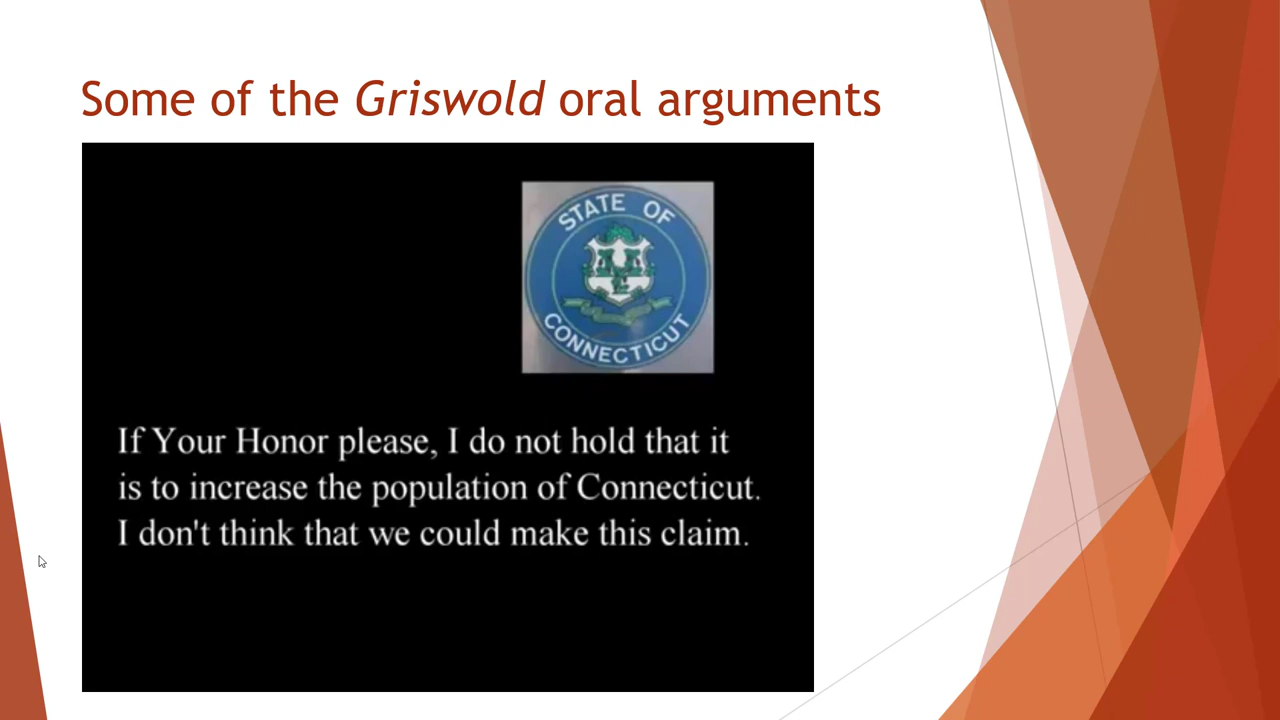 Some of the Griswold oral arguments
STATE OF
CONNECTICUT
If Your Honor please, I do not hold that it
is to increase the population of Connecticut.
I don't think that we could make this claim.